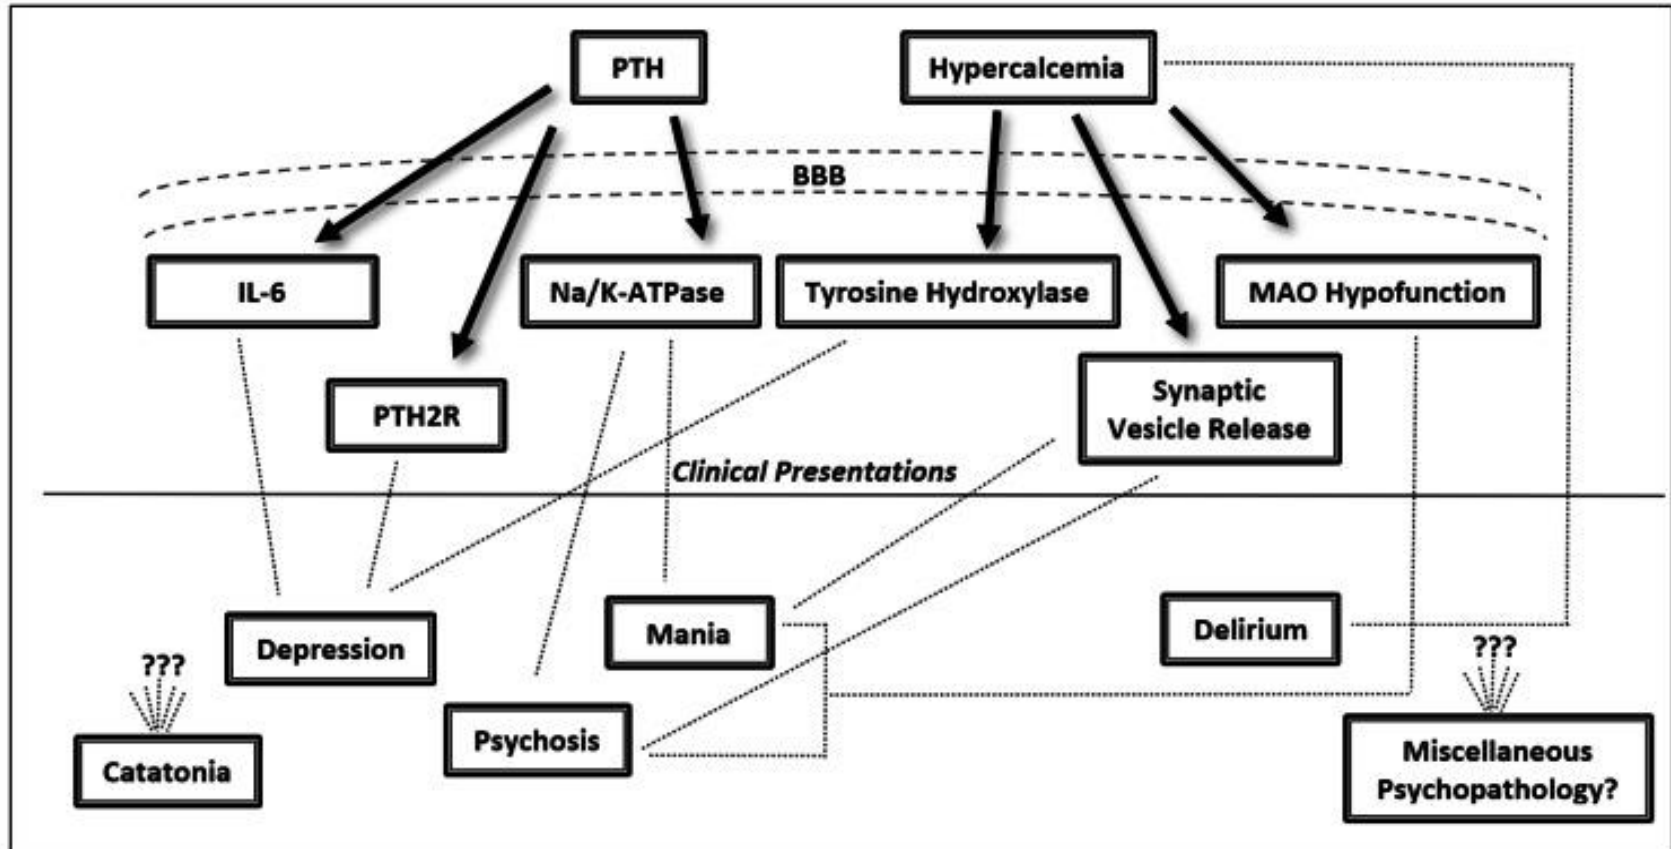 PTH
Hypercalcemia
BBB
IL-6
Na/K-ATPase
Tyrosine Hydroxylase
MAO Hypofunction
PTH2R
Synaptic
Vesicle Release
Clinical Presentations
Depression
Mania
Delirium
???
???
Catatonia
Psychosis
Miscellaneous
Psychopathology?